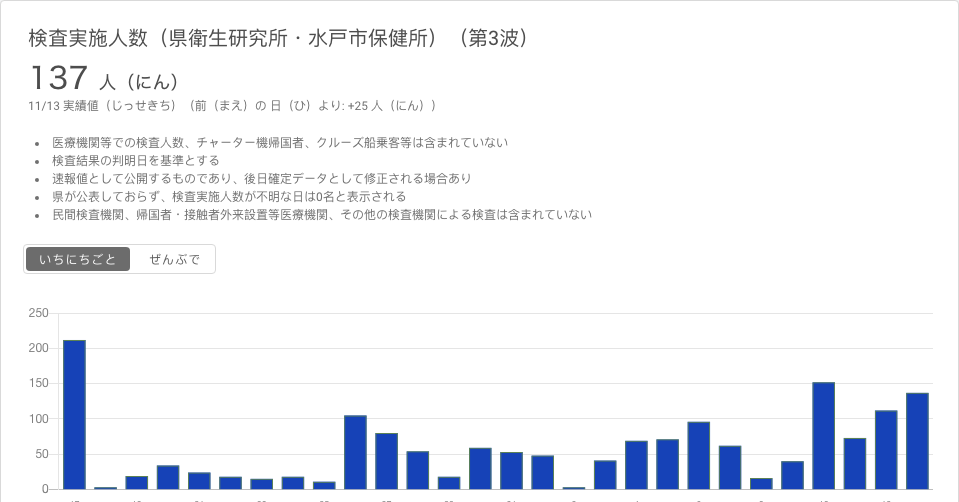 検査実施人数（県衛生研究所・水戸市保健所）（第3波）
137 人（にん）
11/13 実績値（じっせきち）（前（まえ）の 日（ひ）より: +25 人（にん））
• 医療機関等での検査人数、チャーター機帰国者、クルーズ船乗客等は含まれていない
• 検査結果の判明日を基準とする
• 速報値として公開するものであり、後日確定データとして修正される場合あり
• 県が公表しておらず、検査実施人数が不明な日は0名と表示される
• 民間検査機関、帰国者・接触者外来設置等医療機関、その他の検査機関による検査は含まれていない
いちにちごと ぜんぶで
250
200
150
100
50
0